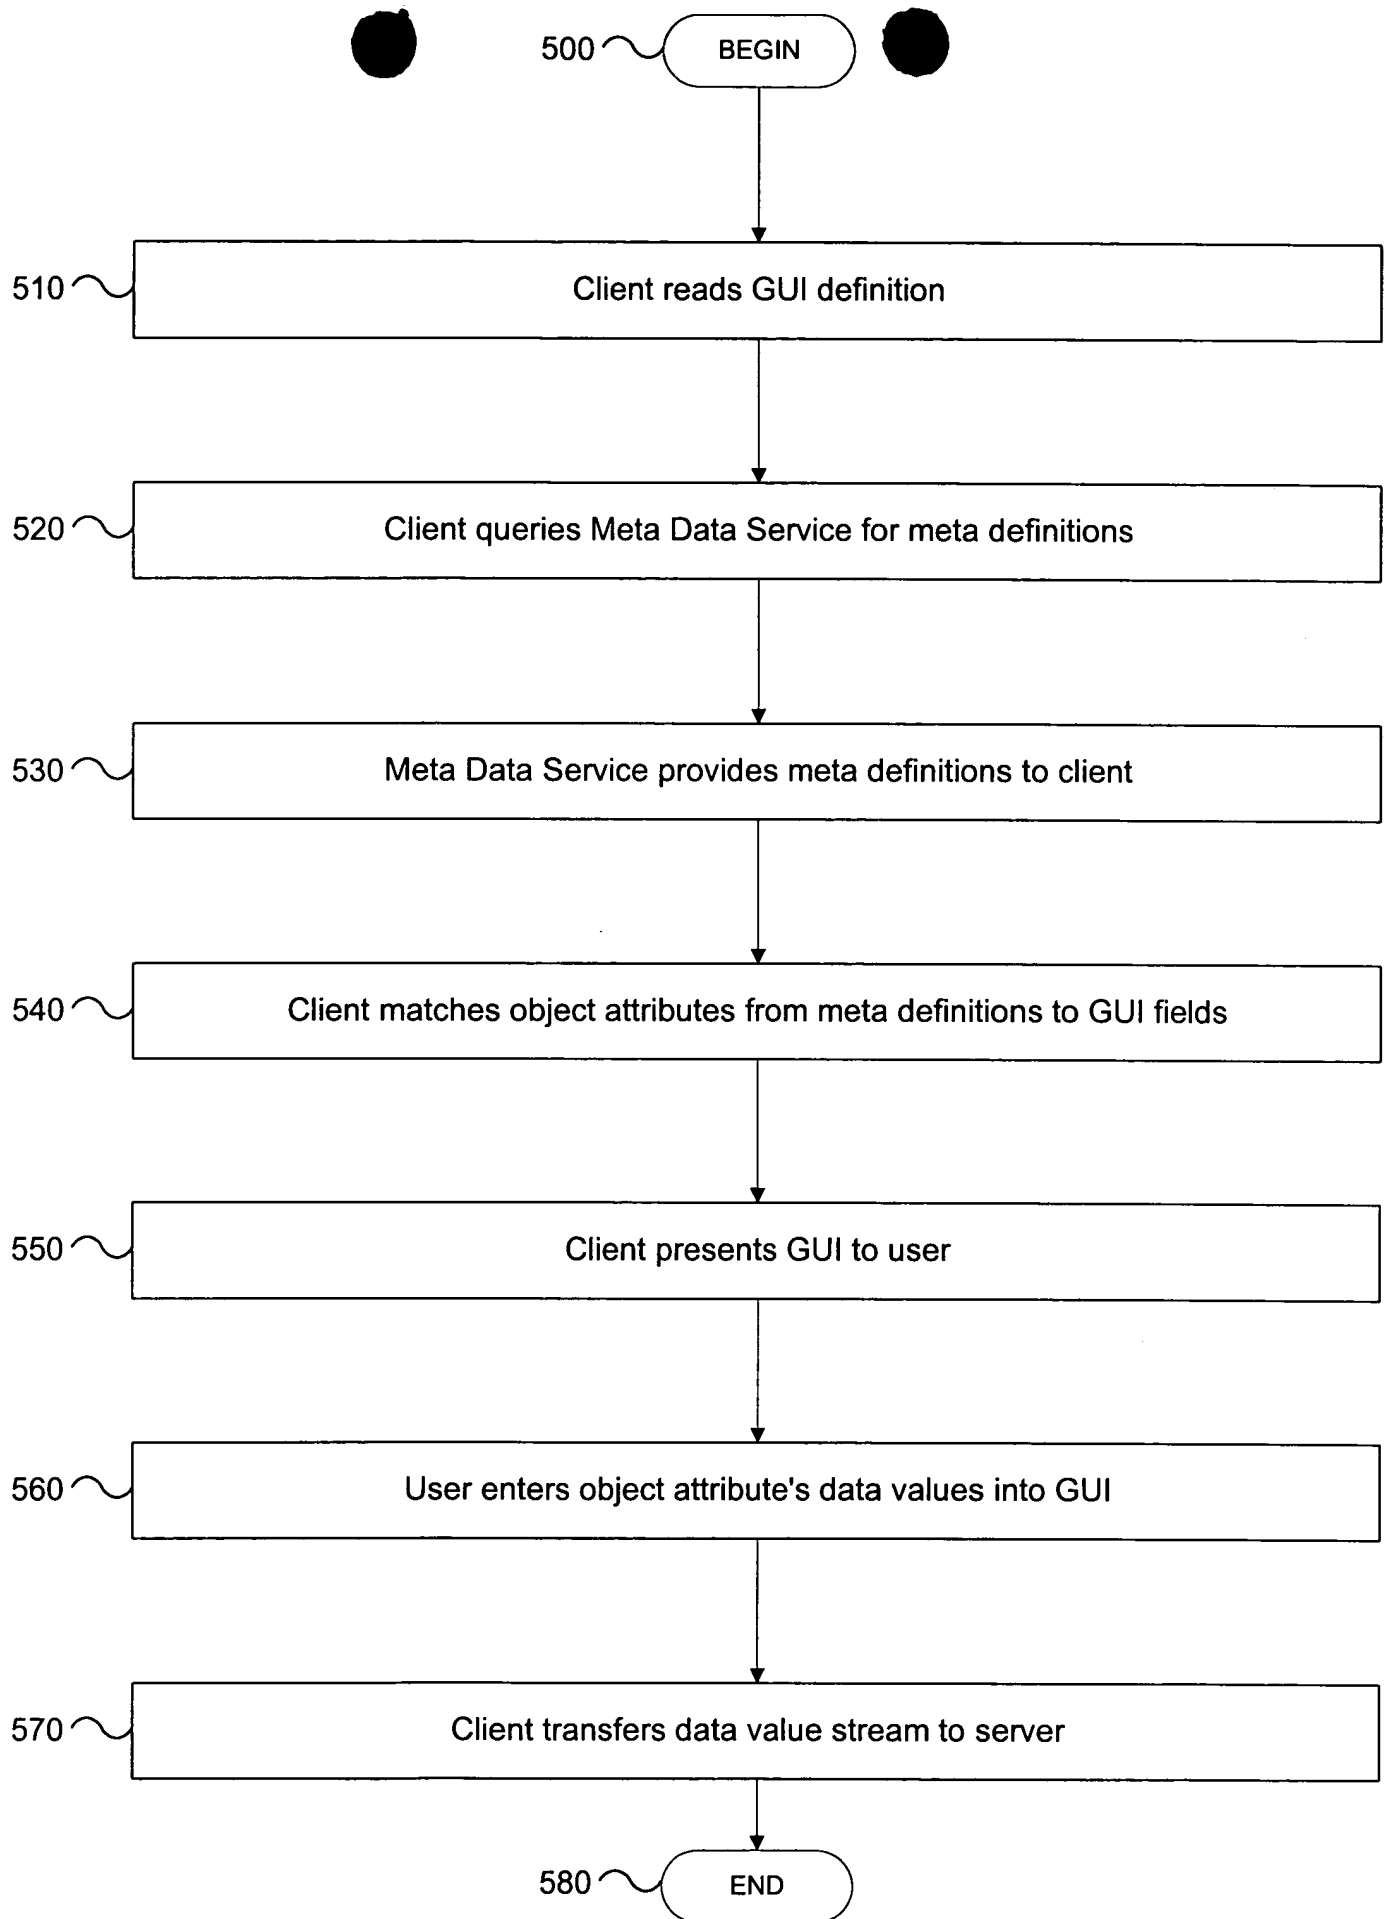 500 BEGIN
510 Client reads GUI definition
520 Client queries Meta Data Service for meta definitions
530 Meta Data Service provides meta definitions to client
540 Client matches object attributes from meta definitions to GUI fields
550 Client presents GUI to user
560 User enters object attribute's data values into GUI
570 Client transfers data value stream to server
580 END